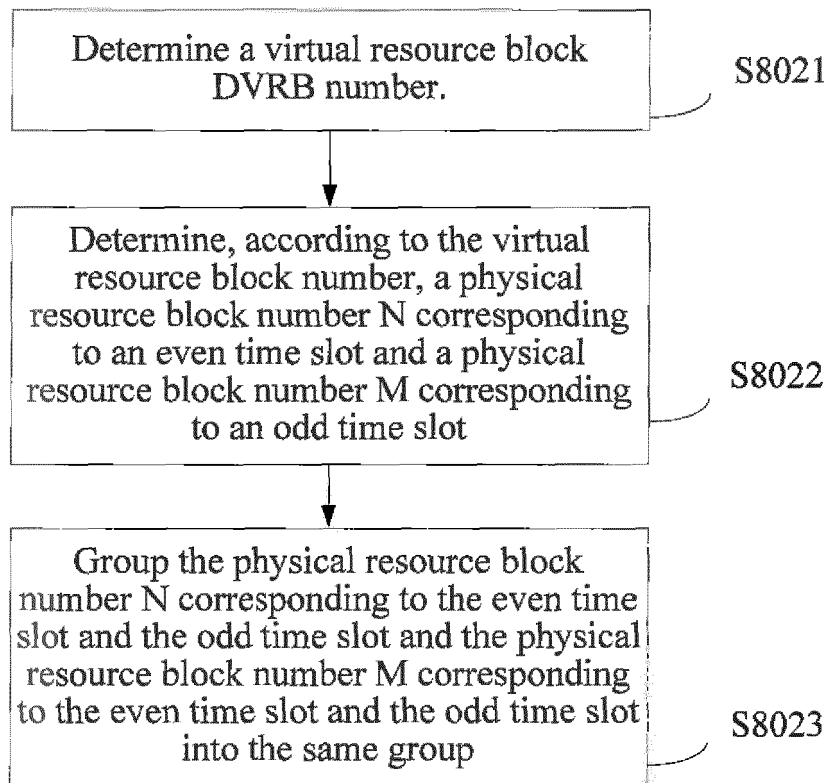 Determine a virtual resource block
DVRB number.
S8021
Determine, according to the virtual
resource block number, a physical
resource block number N corresponding
to an even time slot and a physical
resource block number M corresponding
to an odd time slot
S8022
Group the physical resource block
number N corresponding to the even time
slot and the odd time slot and the physical
resource block number M corresponding
to the even time slot and the odd time slot
into the same group
S8023